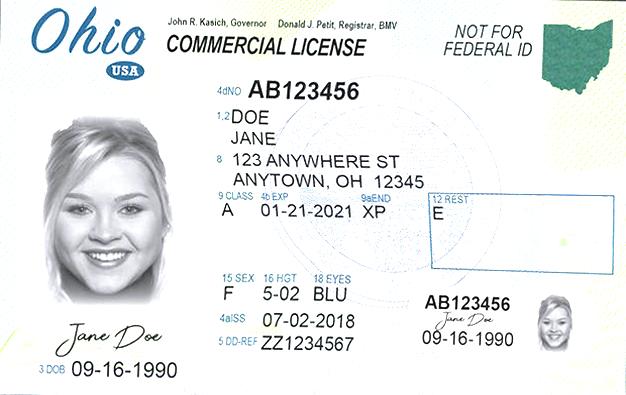 Ohio
USA
John R. Kasich, Governor Donald J. Petit, Registrar, BMV
COMMERCIAL LICENSE
NOT FOR
FEDERAL ID
4dNO AB123456
1,2 DOE
JANE
8 123 ANYWHERE ST
ANYTOWN, OH 12345
9 CLASS 4b EXP 9aEND 12 REST
A 01-21-2021 XP E
15 SEX 16 HGT 18 EYES
F 5-02 BLU
4aISS 07-02-2018
5 DD-REF ZZ1234567
Jane Doe
3 DOB 09-16-1990
AB123456
Jane Doe
09-16-1990